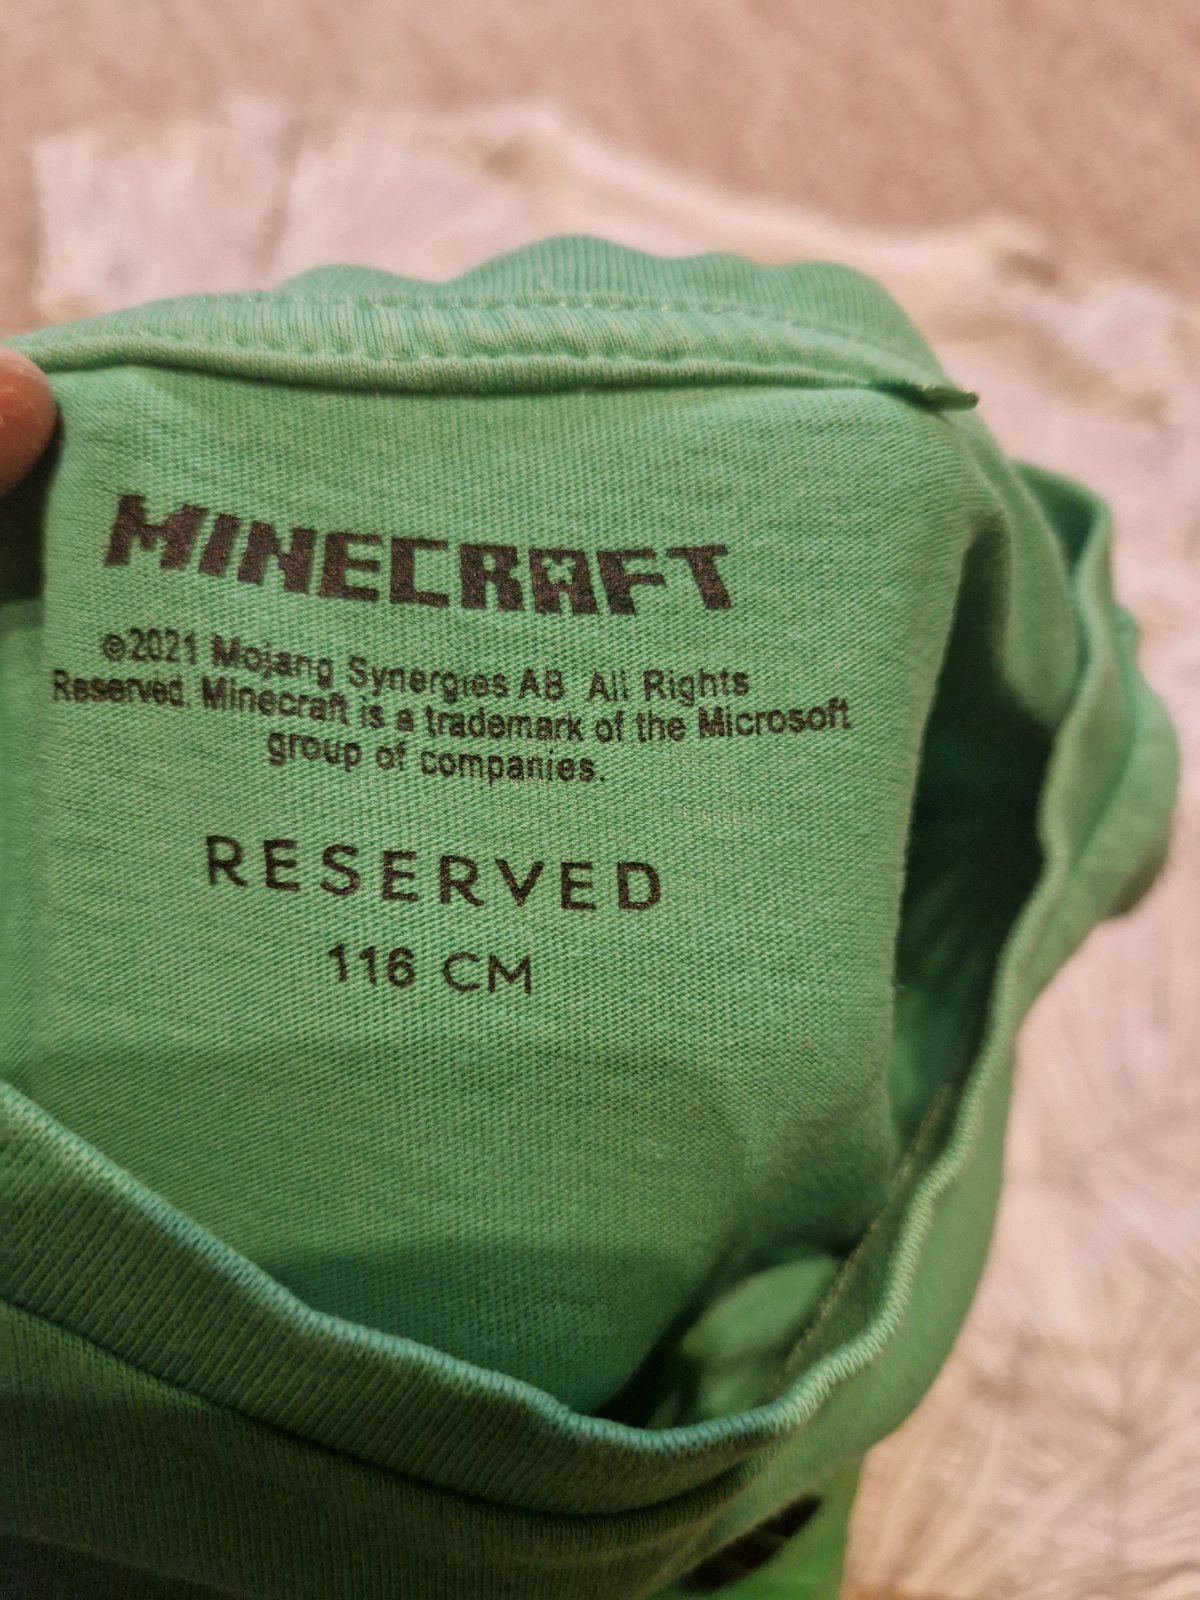 MINECRAFT
©2021 Mojang Synergies AB All Rights
Reserved. Minecraft is a trademark of the Microsoft
group of companies.
RESERVED
116 CM